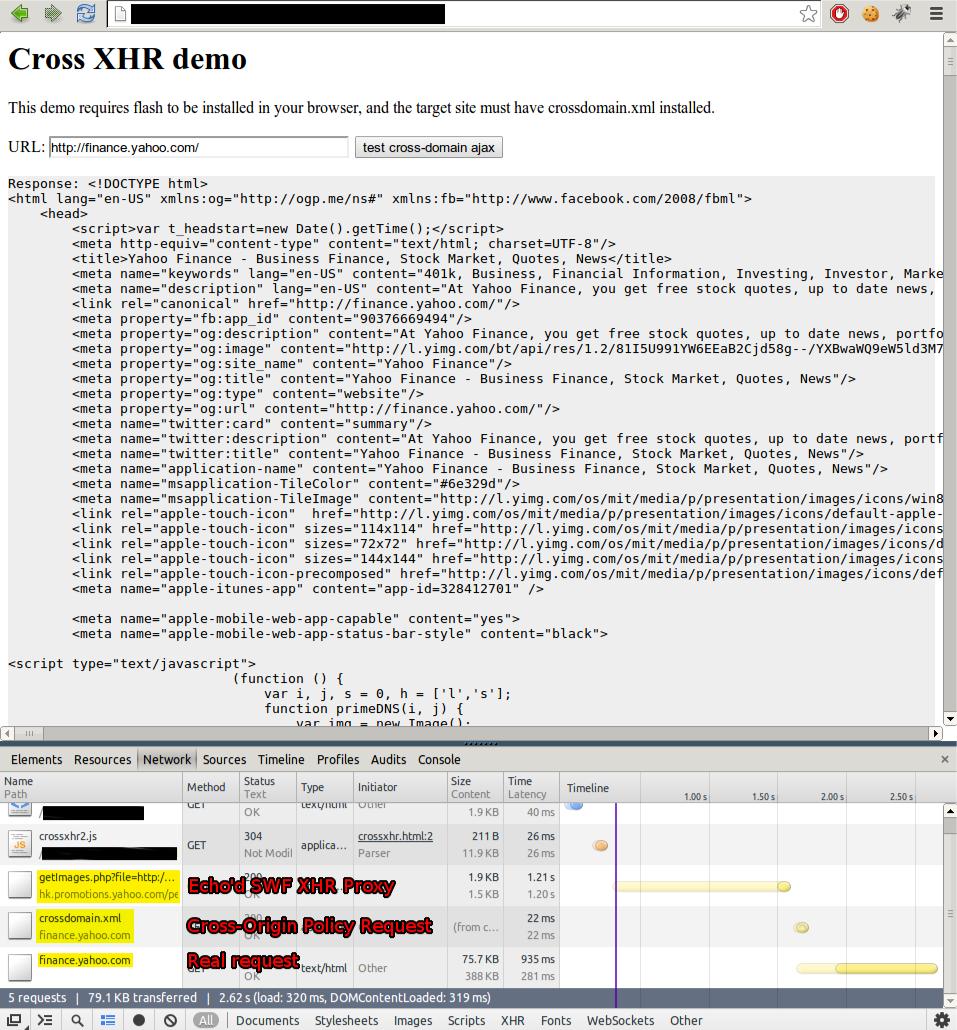 Cross XHR demo
This demo requires flash to be installed in your browser, and the target site must have crossdomain.xml installed.
URL: http://finance.yahoo.com/ test cross-domain ajax
Response: <!DOCTYPE html>
<html lang="en-US" xmlns:og="http://ogp.me/ns#" xmlns:fb="http://www.facebook.com/2008/fbml">
<head>
<script>var t_headstart=new Date().getTime();</script>
<meta http-equiv="content-type" content="text/html; charset=UTF-8"/>
<title>Yahoo Finance - Business Finance, Stock Market, Quotes, News</title>
<meta name="keywords" lang="en-US" content="401k, Business, Financial Information, Investing, Investor, Marke
<meta name="description" lang="en-US" content="At Yahoo Finance, you get free stock quotes, up to date news,
<link rel="canonical" href="http://finance.yahoo.com/"/>
<meta property="fb:app_id" content="90376669494"/>
<meta property="og:description" content="At Yahoo Finance, you get free stock quotes, up to date news, portfo
<meta property="og:image" content="http://l.yimg.com/bt/api/res/1.2/81I5U991YW6EEaB2Cjd58g--/YXBwaWQ9eW5ld3M7
<meta property="og:site_name" content="Yahoo Finance"/>
<meta property="og:title" content="Yahoo Finance - Business Finance, Stock Market, Quotes, News"/>
<meta property="og:type" content="website"/>
<meta property="og:url" content="http://finance.yahoo.com/"/>
<meta name="twitter:card" content="summary"/>
<meta name="twitter:description" content="At Yahoo Finance, you get free stock quotes, up to date news, portf
<meta name="twitter:title" content="Yahoo Finance - Business Finance, Stock Market, Quotes, News"/>
<meta name="application-name" content="Yahoo Finance - Business Finance, Stock Market, Quotes, News"/>
<meta name="msapplication-TileColor" content="#6e329d"/>
<meta name="msapplication-TileImage" content="http://l.yimg.com/os/mit/media/p/presentation/images/icons/win8
<link rel="apple-touch-icon"  href="http://l.yimg.com/os/mit/media/p/presentation/images/icons/default-apple-
<link rel="apple-touch-icon" sizes="114x114" href="http://l.yimg.com/os/mit/media/p/presentation/images/icons
<link rel="apple-touch-icon" sizes="72x72" href="http://l.yimg.com/os/mit/media/p/presentation/images/icons/d
<link rel="apple-touch-icon" sizes="144x144" href="http://l.yimg.com/os/mit/media/p/presentation/images/icons
<link rel="apple-touch-icon-precomposed" href="http://l.yimg.com/os/mit/media/p/presentation/images/icons/def
<meta name="apple-itunes-app" content="app-id=328412701" />
<meta name="apple-mobile-web-app-capable" content="yes">
<meta name="apple-mobile-web-app-status-bar-style" content="black">
<script type="text/javascript">
(function () {
var i, j, s = 0, h = ['l','s'];
function primeDNS(i, j) {
var img = new Image();
Elements Resources Network Sources Timeline Profiles Audits Console
Name Method Status Type Initiator Size Time Timeline
Path Text Content Latency 1.00 s 1.50 s 2.00 s 2.50 s
GET text/html Other
/ OK 1.9 KB 40 ms
crossxhr2.js GET 304 applica... crossxhr.html:2 211 B 26 ms
/ Not Modif Parser 11.9 KB 26 ms
getImages.php?file=http:/... 200 1.9 KB 1.21 s
Echo'd SWF XHR Proxy
hk.promotions.yahoo.com/pe OK 1.5 KB 1.20 s
crossdomain.xml 200 (from c... 22 ms
Cross-Origin Policy Request
finance.yahoo.com OK 22 ms
finance.yahoo.com GET text/html Other 75.7 KB 935 ms
Real request
OK 388 KB 281 ms
5 requests | 79.1 KB transferred | 2.62 s (load: 320 ms, DOMContentLoaded: 319 ms)
All Documents Stylesheets Images Scripts XHR Fonts WebSockets Other